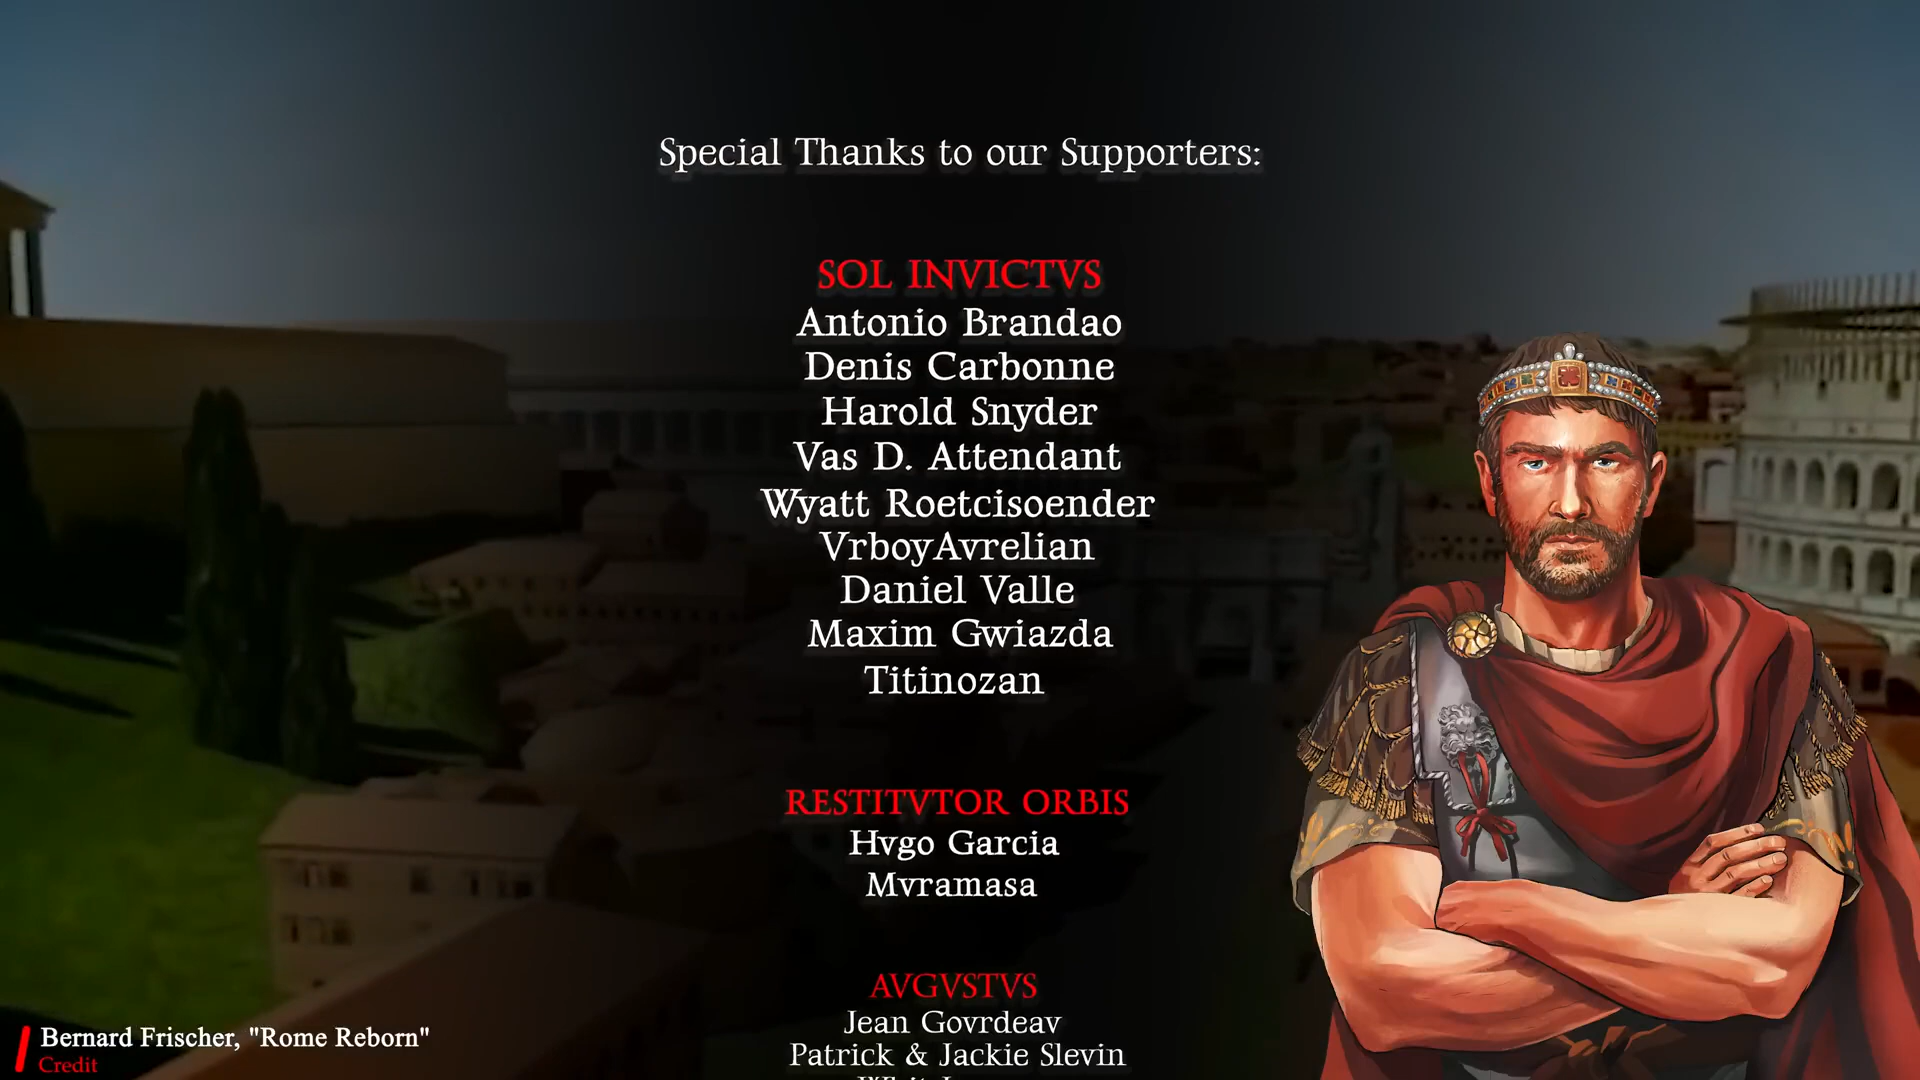 Special Thanks to our Supporters:
SOL INVICTVS
Antonio Brandao
Denis Carbonne
Harold Snyder
Vas D. Attendant
Wyatt Roetcisoender
VrboyAvrelian
Daniel Valle
Maxim Gwiazda
Titinozan
RESTITVTOR ORBIS
Hvgo Garcia
Mvramasa
AVGVSTVS
Jean Govrdeav
Patrick & Jackie Slevin
Bernard Frischer, "Rome Reborn"
Credit